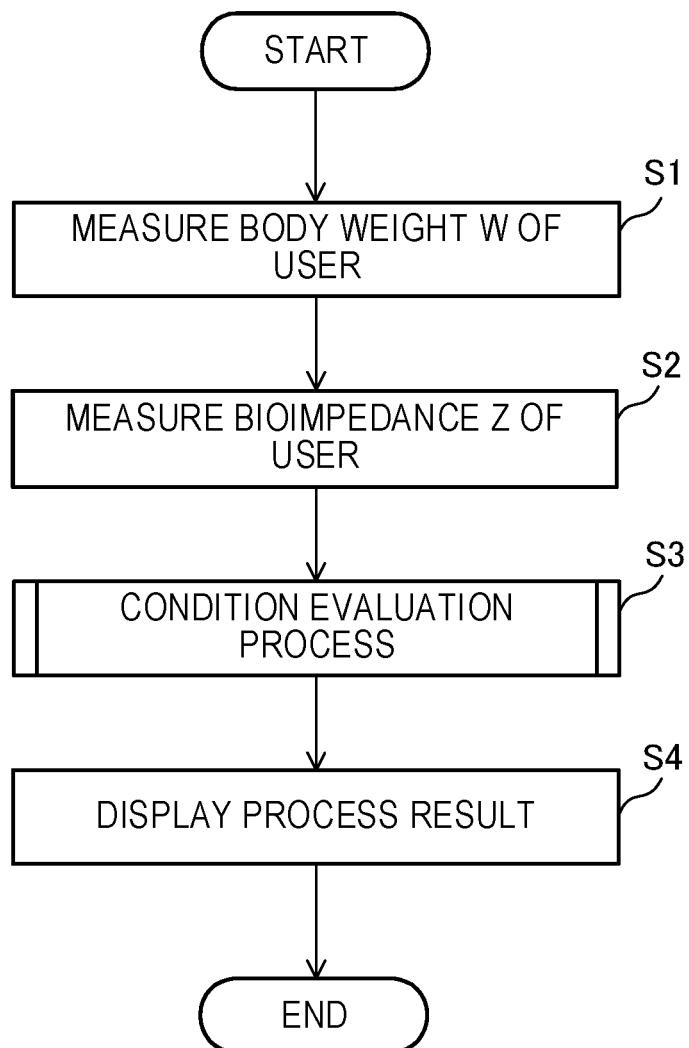 START
S1
MEASURE BODY WEIGHT W OF
USER
S2
MEASURE BIOIMPEDANCE Z OF
USER
S3
CONDITION EVALUATION
PROCESS
S4
DISPLAY PROCESS RESULT
END